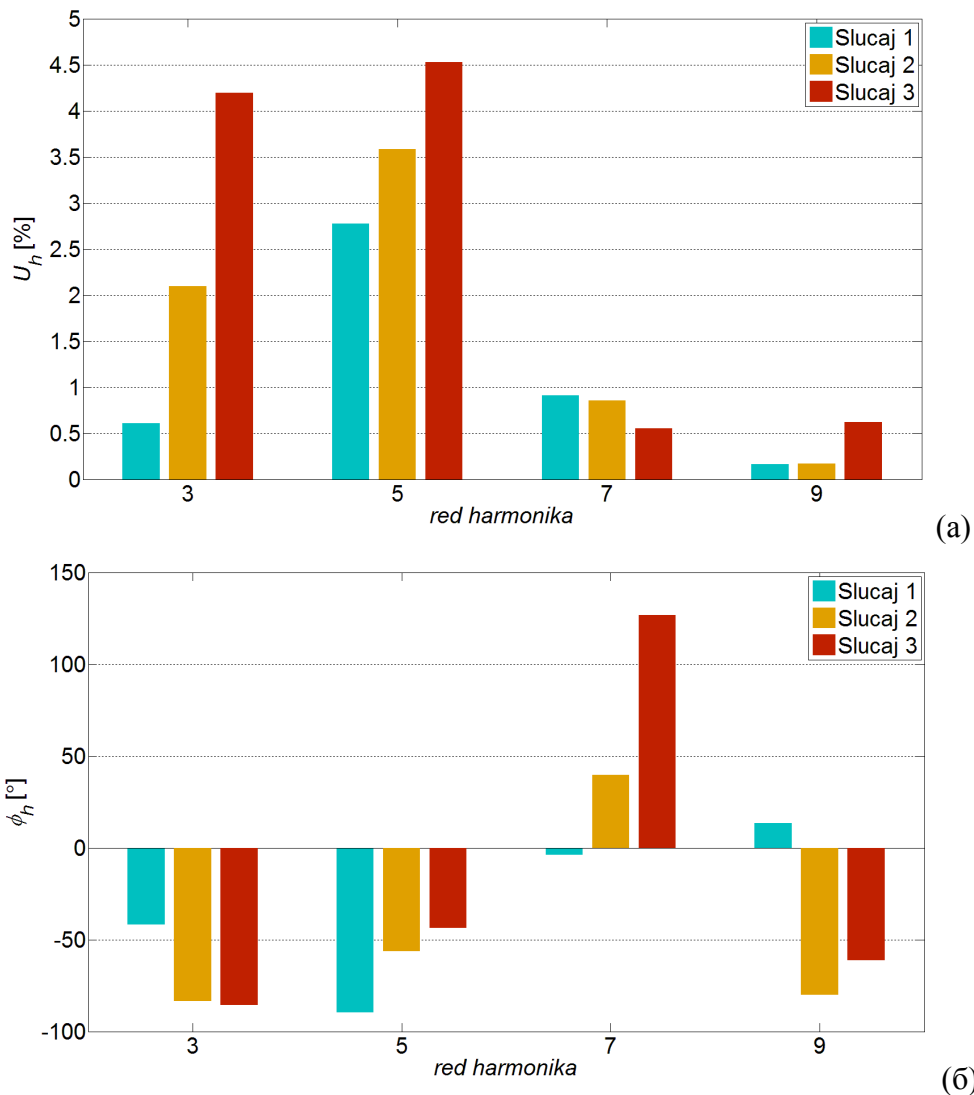 5
4.5
4
3.5
3
2.5
2
1.5
1
0.5
0
U_h [%]
3 5 7 9
red harmonika
Slucaj 1
Slucaj 2
Slucaj 3
(а)
150
100
50
0
-50
-100
ϕ_h [°]
3 5 7 9
red harmonika
Slucaj 1
Slucaj 2
Slucaj 3
(б)